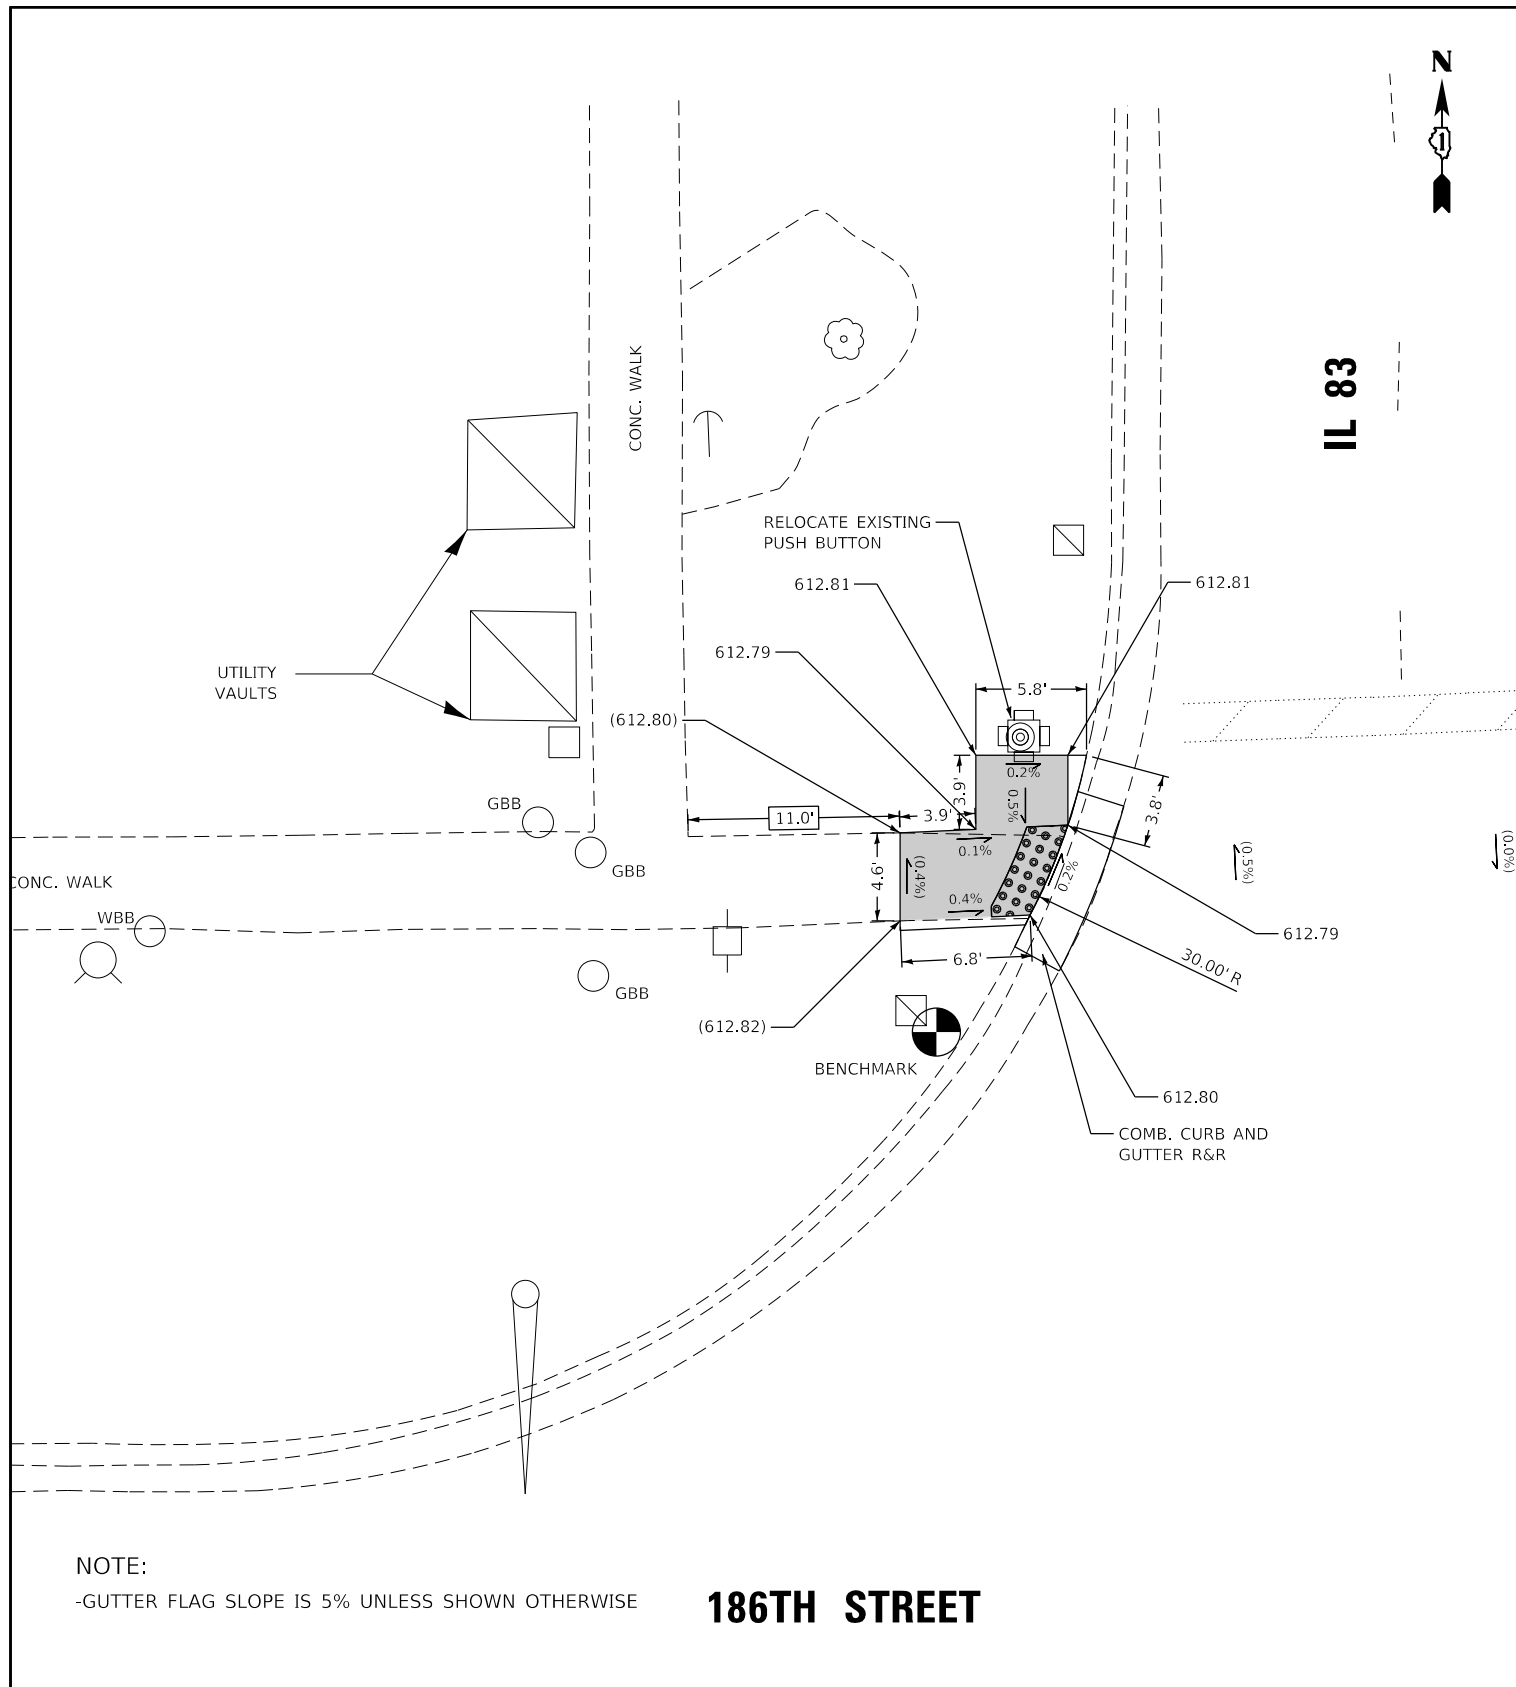 N
1
IL 83
CONC. WALK
RELOCATE EXISTING
PUSH BUTTON
612.81
612.81
612.79
UTILITY
VAULTS
5.8'
(612.80)
0.2%
3.9'
0.5%
3.8'
GBB
11.0'
3.9'
0.1%
(0.5%)
(0.0%)
GBB
CONC. WALK
4.6'
(0.4%)
0.2%
0.4%
WBB
612.79
6.8'
30.00' R
GBB
(612.82)
BENCHMARK
612.80
COMB. CURB AND
GUTTER R&R
NOTE:
-GUTTER FLAG SLOPE IS 5% UNLESS SHOWN OTHERWISE
186TH STREET